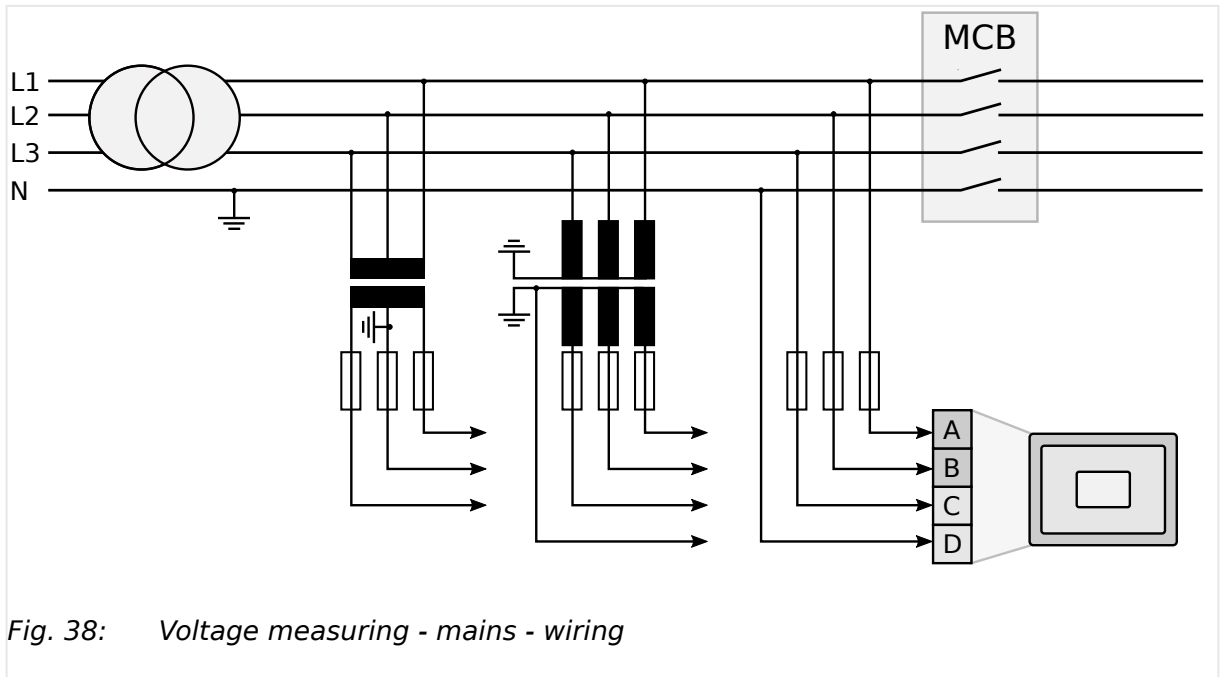 MCB
L1
L2
L3
N
A
B
C
D
Fig. 38: Voltage measuring - mains - wiring